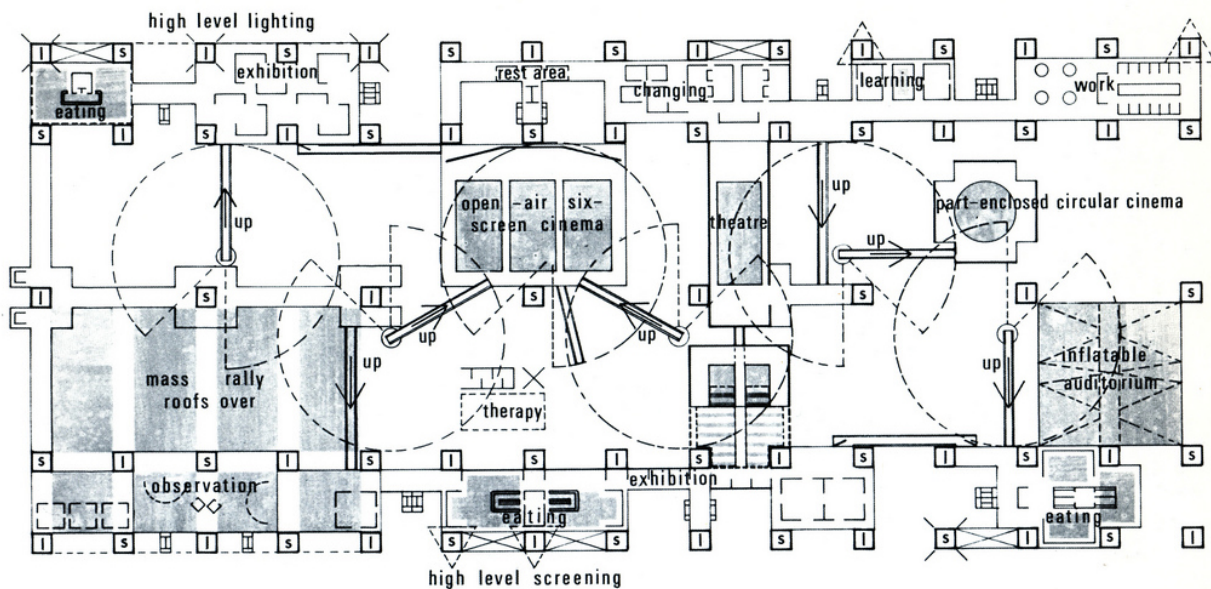 high level lighting
l s l s l s l s l s l s l s l
exhibition
rest area
changing
learning
work
eating
s l s l s l s l s l s l s l s
up
open-air six-
screen cinema
theatre
up
part-enclosed circular cinema
up
l s l s l s l s
up
up
up
up
mass rally
roofs over
therapy
inflatable
auditorium
s l s l s l s l s l s l s l s
observation
exhibition
eating
eating
l s l s l s l s l s l s l s l
high level screening